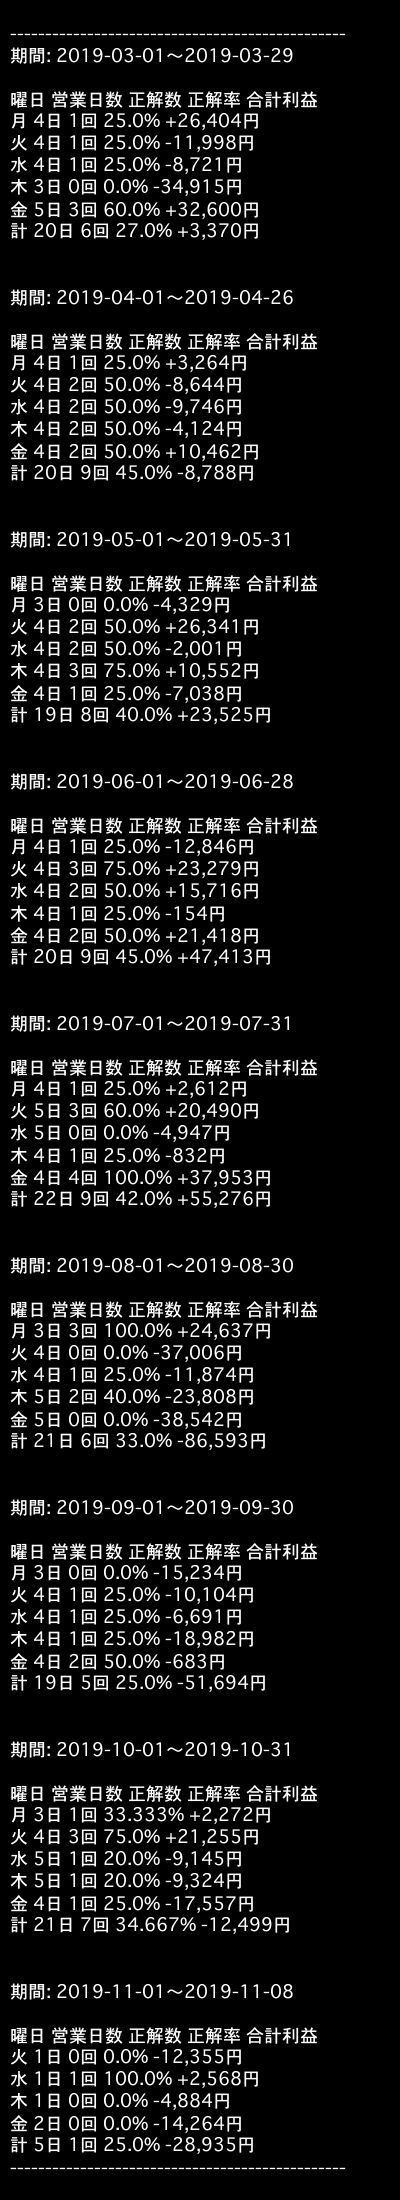 ------------------------------------------------
期間: 2019-03-01〜2019-03-29
曜日 営業日数 正解数 正解率 合計利益
月 4日 1回 25.0% +26,404円
火 4日 1回 25.0% -11,998円
水 4日 1回 25.0% -8,721円
木 3日 0回 0.0% -34,915円
金 5日 3回 60.0% +32,600円
計 20日 6回 27.0% +3,370円
期間: 2019-04-01〜2019-04-26
曜日 営業日数 正解数 正解率 合計利益
月 4日 1回 25.0% +3,264円
火 4日 2回 50.0% -8,644円
水 4日 2回 50.0% -9,746円
木 4日 2回 50.0% -4,124円
金 4日 2回 50.0% +10,462円
計 20日 9回 45.0% -8,788円
期間: 2019-05-01〜2019-05-31
曜日 営業日数 正解数 正解率 合計利益
月 3日 0回 0.0% -4,329円
火 4日 2回 50.0% +26,341円
水 4日 2回 50.0% -2,001円
木 4日 3回 75.0% +10,552円
金 4日 1回 25.0% -7,038円
計 19日 8回 40.0% +23,525円
期間: 2019-06-01〜2019-06-28
曜日 営業日数 正解数 正解率 合計利益
月 4日 1回 25.0% -12,846円
火 4日 3回 75.0% +23,279円
水 4日 2回 50.0% +15,716円
木 4日 1回 25.0% -154円
金 4日 2回 50.0% +21,418円
計 20日 9回 45.0% +47,413円
期間: 2019-07-01〜2019-07-31
曜日 営業日数 正解数 正解率 合計利益
月 4日 1回 25.0% +2,612円
火 5日 3回 60.0% +20,490円
水 5日 0回 0.0% -4,947円
木 4日 1回 25.0% -832円
金 4日 4回 100.0% +37,953円
計 22日 9回 42.0% +55,276円
期間: 2019-08-01〜2019-08-30
曜日 営業日数 正解数 正解率 合計利益
月 3日 3回 100.0% +24,637円
火 4日 0回 0.0% -37,006円
水 4日 1回 25.0% -11,874円
木 5日 2回 40.0% -23,808円
金 5日 0回 0.0% -38,542円
計 21日 6回 33.0% -86,593円
期間: 2019-09-01〜2019-09-30
曜日 営業日数 正解数 正解率 合計利益
月 3日 0回 0.0% -15,234円
火 4日 1回 25.0% -10,104円
水 4日 1回 25.0% -6,691円
木 4日 1回 25.0% -18,982円
金 4日 2回 50.0% -683円
計 19日 5回 25.0% -51,694円
期間: 2019-10-01〜2019-10-31
曜日 営業日数 正解数 正解率 合計利益
月 3日 1回 33.333% +2,272円
火 4日 3回 75.0% +21,255円
水 5日 1回 20.0% -9,145円
木 5日 1回 20.0% -9,324円
金 4日 1回 25.0% -17,557円
計 21日 7回 34.667% -12,499円
期間: 2019-11-01〜2019-11-08
曜日 営業日数 正解数 正解率 合計利益
火 1日 0回 0.0% -12,355円
水 1日 1回 100.0% +2,568円
木 1日 0回 0.0% -4,884円
金 2日 0回 0.0% -14,264円
計 5日 1回 25.0% -28,935円
------------------------------------------------